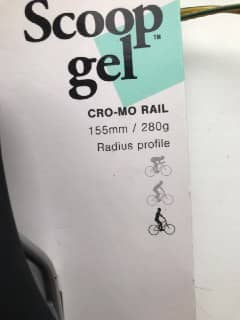 Scoop
gel™
CRO-MO RAIL
155mm / 280g
Radius profile